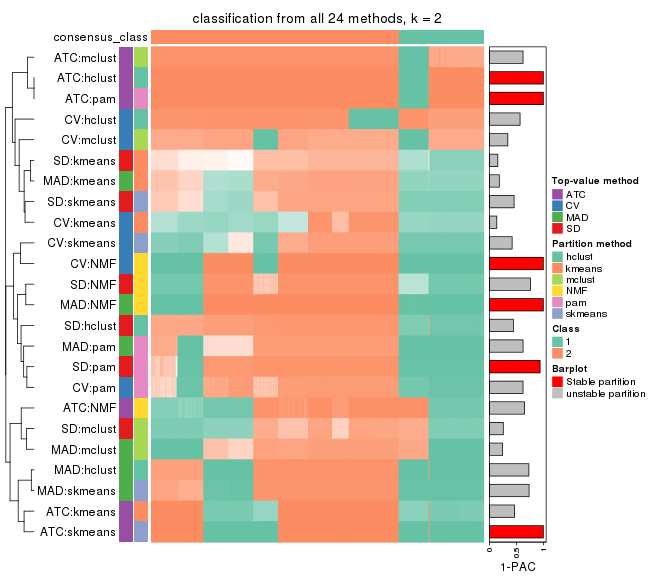 classification from all 24 methods, k = 2
consensus_class
ATC:mclust
ATC:hclust
ATC:pam
CV:hclust
CV:mclust
SD:kmeans
MAD:kmeans
SD:skmeans
CV:kmeans
CV:skmeans
CV:NMF
SD:NMF
MAD:NMF
SD:hclust
MAD:pam
SD:pam
CV:pam
ATC:NMF
SD:mclust
MAD:mclust
MAD:hclust
MAD:skmeans
ATC:kmeans
ATC:skmeans
0
0.5
1
1-PAC
Top-value method
ATC
CV
MAD
SD
Partition method
hclust
kmeans
mclust
NMF
pam
skmeans
Class
1
2
Barplot
Stable partition
unstable partition